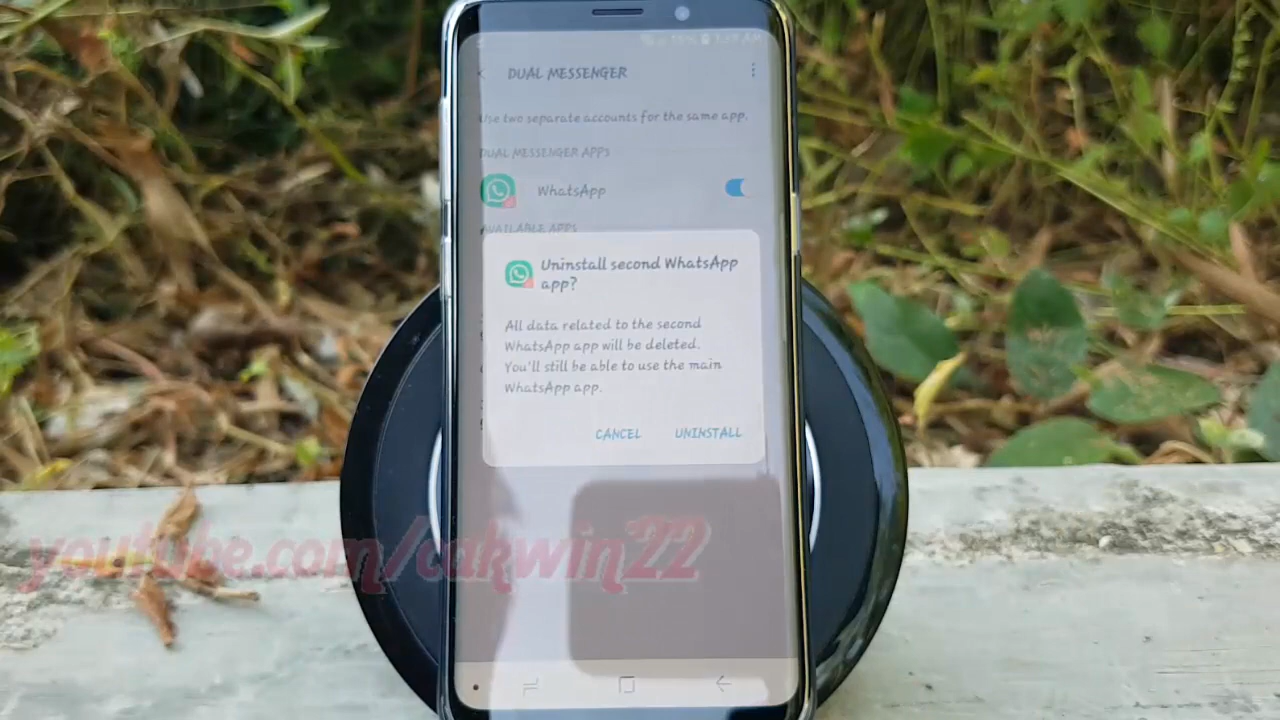 DUAL MESSENGER
Use two separate accounts for the same app.
DUAL MESSENGER APPS
WhatsApp
AVAILABLE APPS
Uninstall second WhatsApp
app?
All data related to the second
WhatsApp app will be deleted.
You'll still be able to use the main
WhatsApp app.
CANCEL UNINSTALL
youtube.com/cakwin22